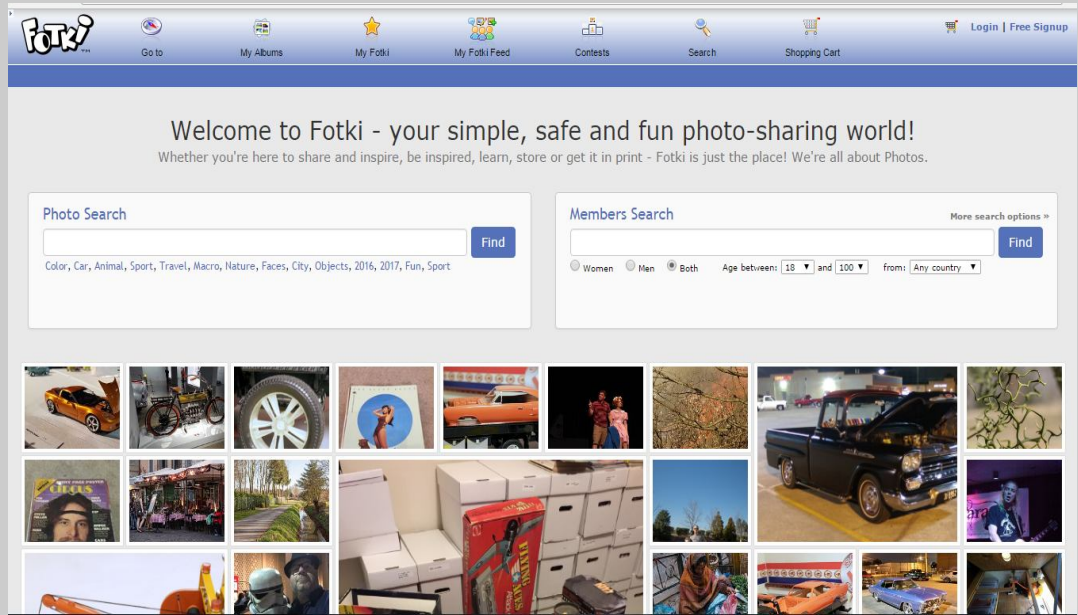 FOTKI
Go to
My Albums
My Fotki
My Fotki Feed
Contests
Search
Shopping Cart
Login | Free Signup
Welcome to Fotki - your simple, safe and fun photo-sharing world!
Whether you're here to share and inspire, be inspired, learn, store or get it in print - Fotki is just the place! We're all about Photos.
Photo Search
Find
Color, Car, Animal, Sport, Travel, Macro, Nature, Faces, City, Objects, 2016, 2017, Fun, Sport
Members Search
More search options »
Find
Women Men Both Age between: 18 and 100 from: Any country
CIRCUS